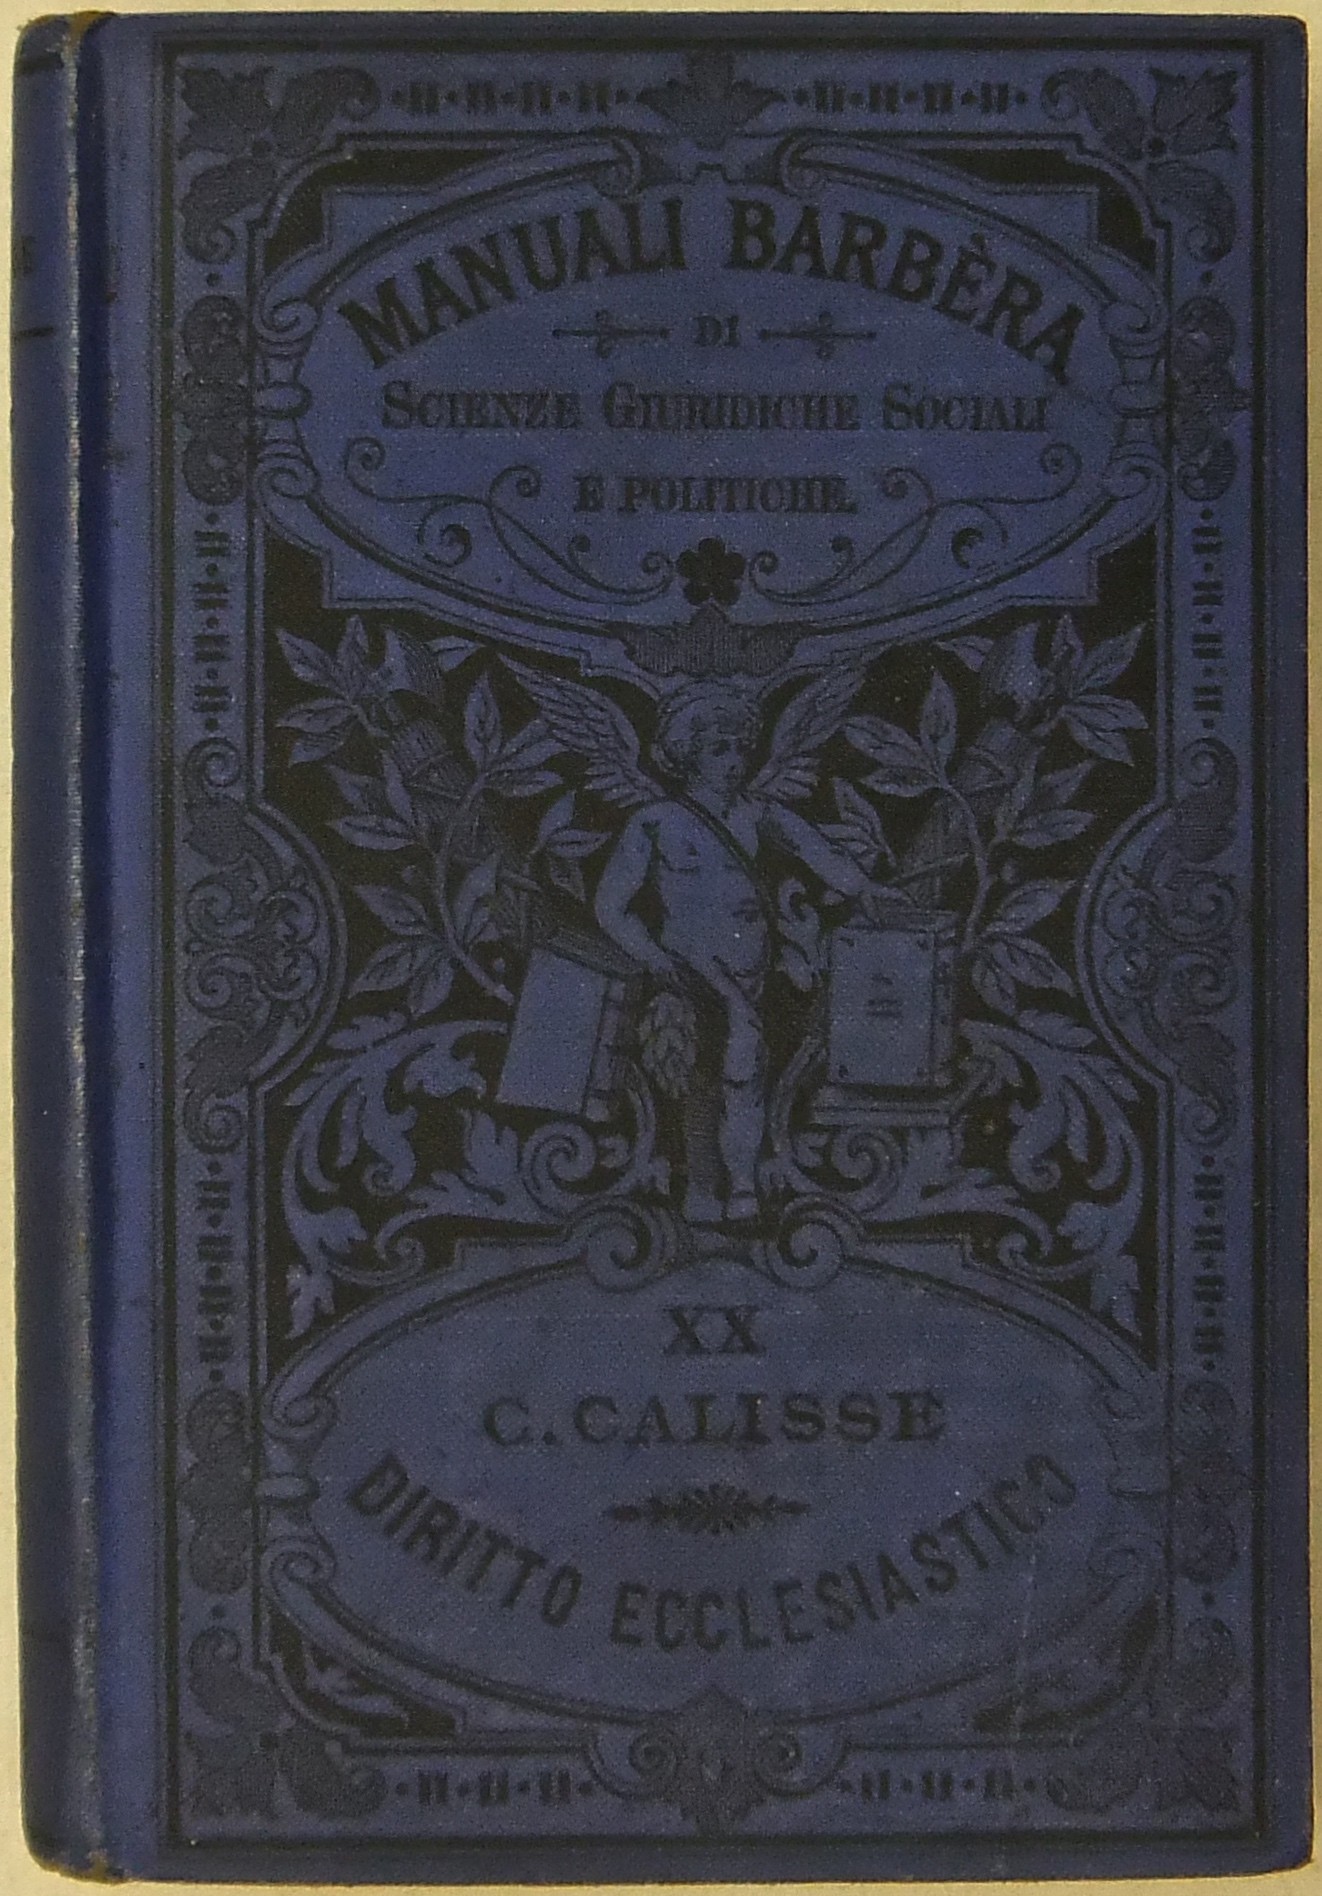 MANUALI BARBÈRA
DI
SCIENZE GIURIDICHE SOCIALI
E POLITICHE.
XX
C. CALISSE
DIRITTO ECCLESIASTICO